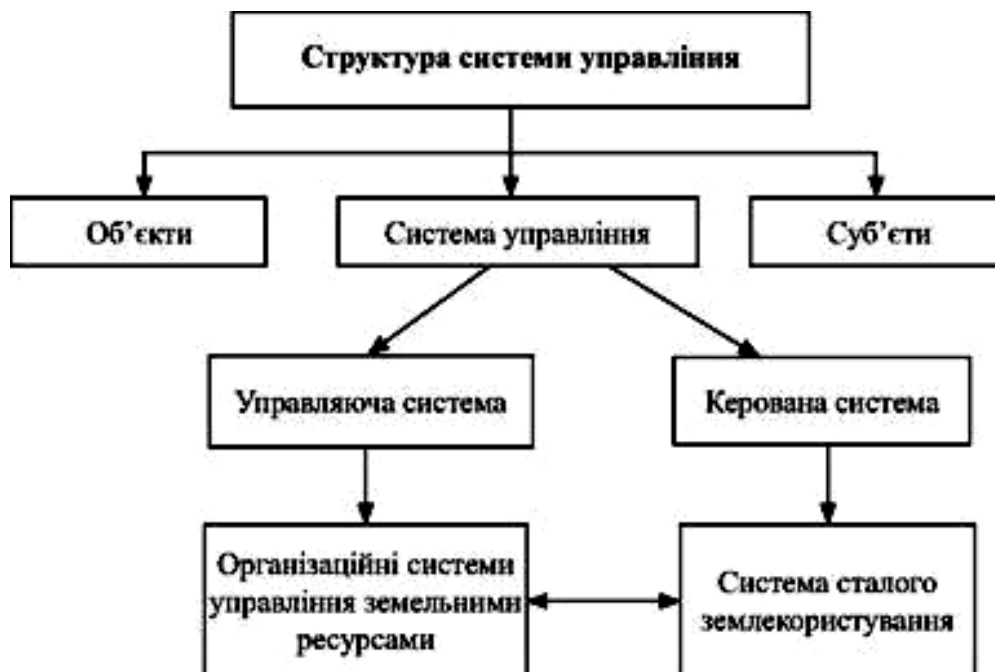 Структура системи управління
Об’єкти
Система управління
Суб’єти
Управляюча система
Керована система
Організаційні системи
управління земельними
ресурсами
Система сталого
землекористування